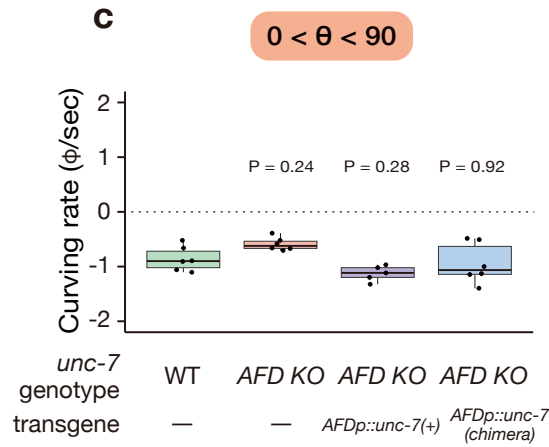 c
0 < θ < 90
Curving rate (ϕ/sec)
2
1
0
-1
-2
P = 0.24 P = 0.28 P = 0.92
unc-7 genotype WT AFD KO AFD KO AFD KO
transgene — — AFDp::unc-7(+) AFDp::unc-7 (chimera)